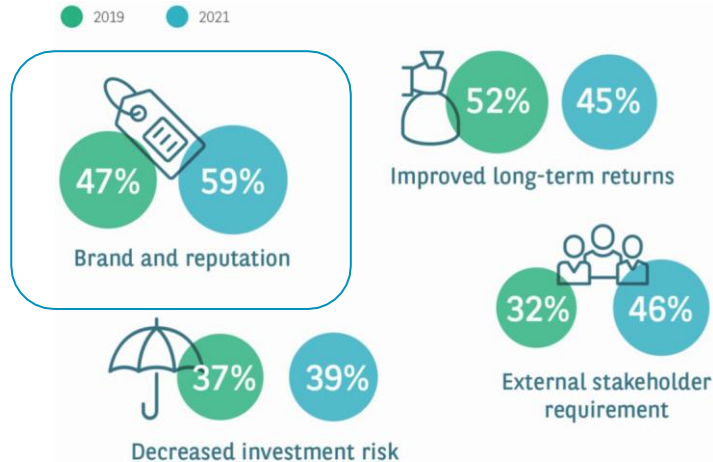 2019 2021
47% 59%
Brand and reputation
52% 45%
Improved long-term returns
32% 46%
External stakeholder
requirement
37% 39%
Decreased investment risk